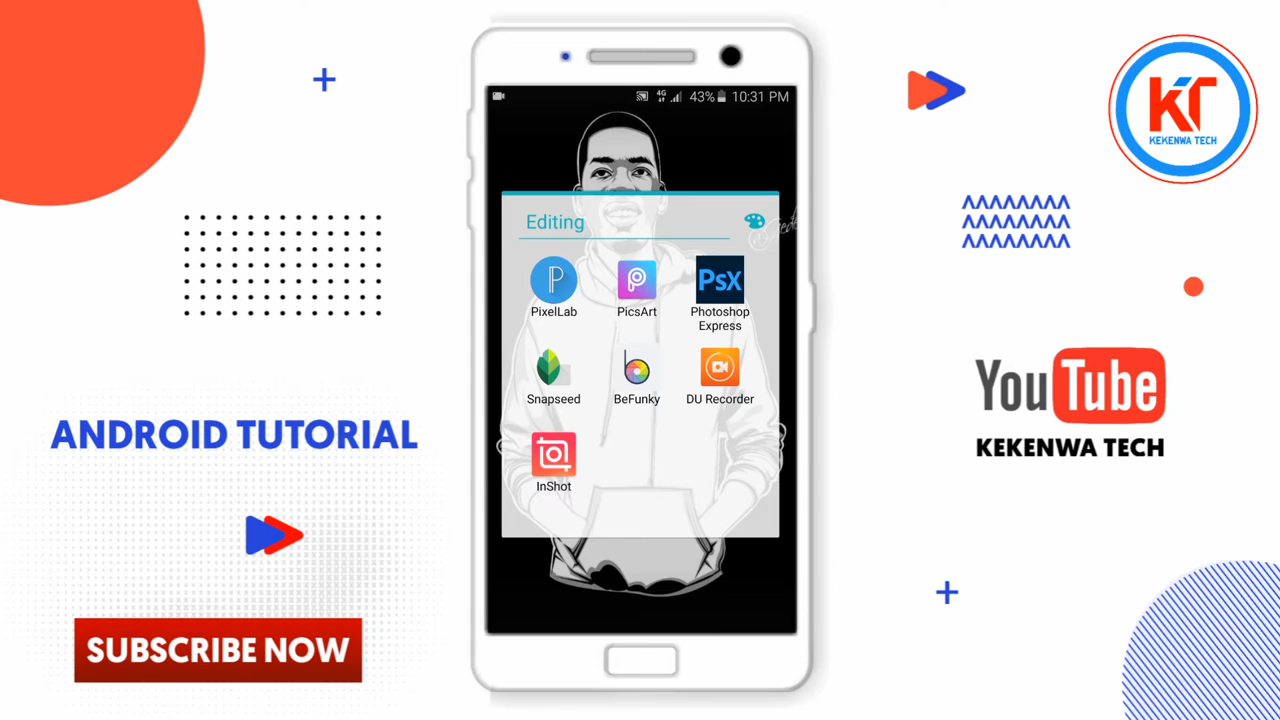 4G
43%
10:31 PM
KT
KEKENWA TECH
Editing
PixelLab
PicsArt
PsX
Photoshop
Express
Snapseed
BeFunky
DU Recorder
InShot
ANDROID TUTORIAL
SUBSCRIBE NOW
YouTube
KEKENWA TECH